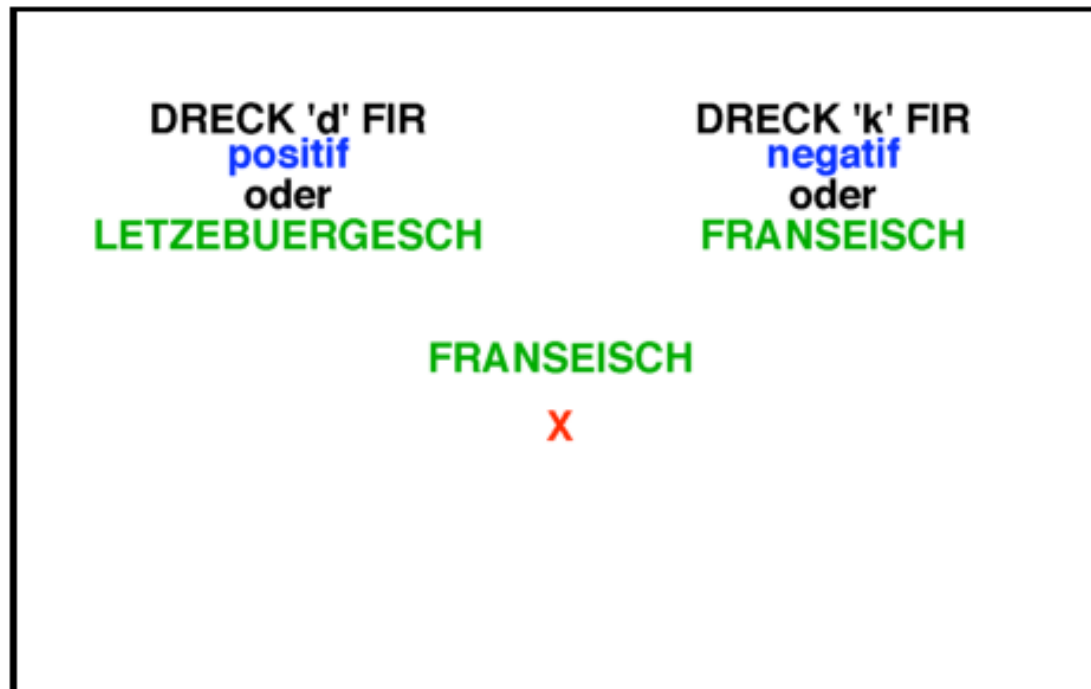 DRECK 'd' FIR
positif
oder
LETZEBUERGESCH
DRECK 'k' FIR
negatif
oder
FRANSEISCH
FRANSEISCH
X